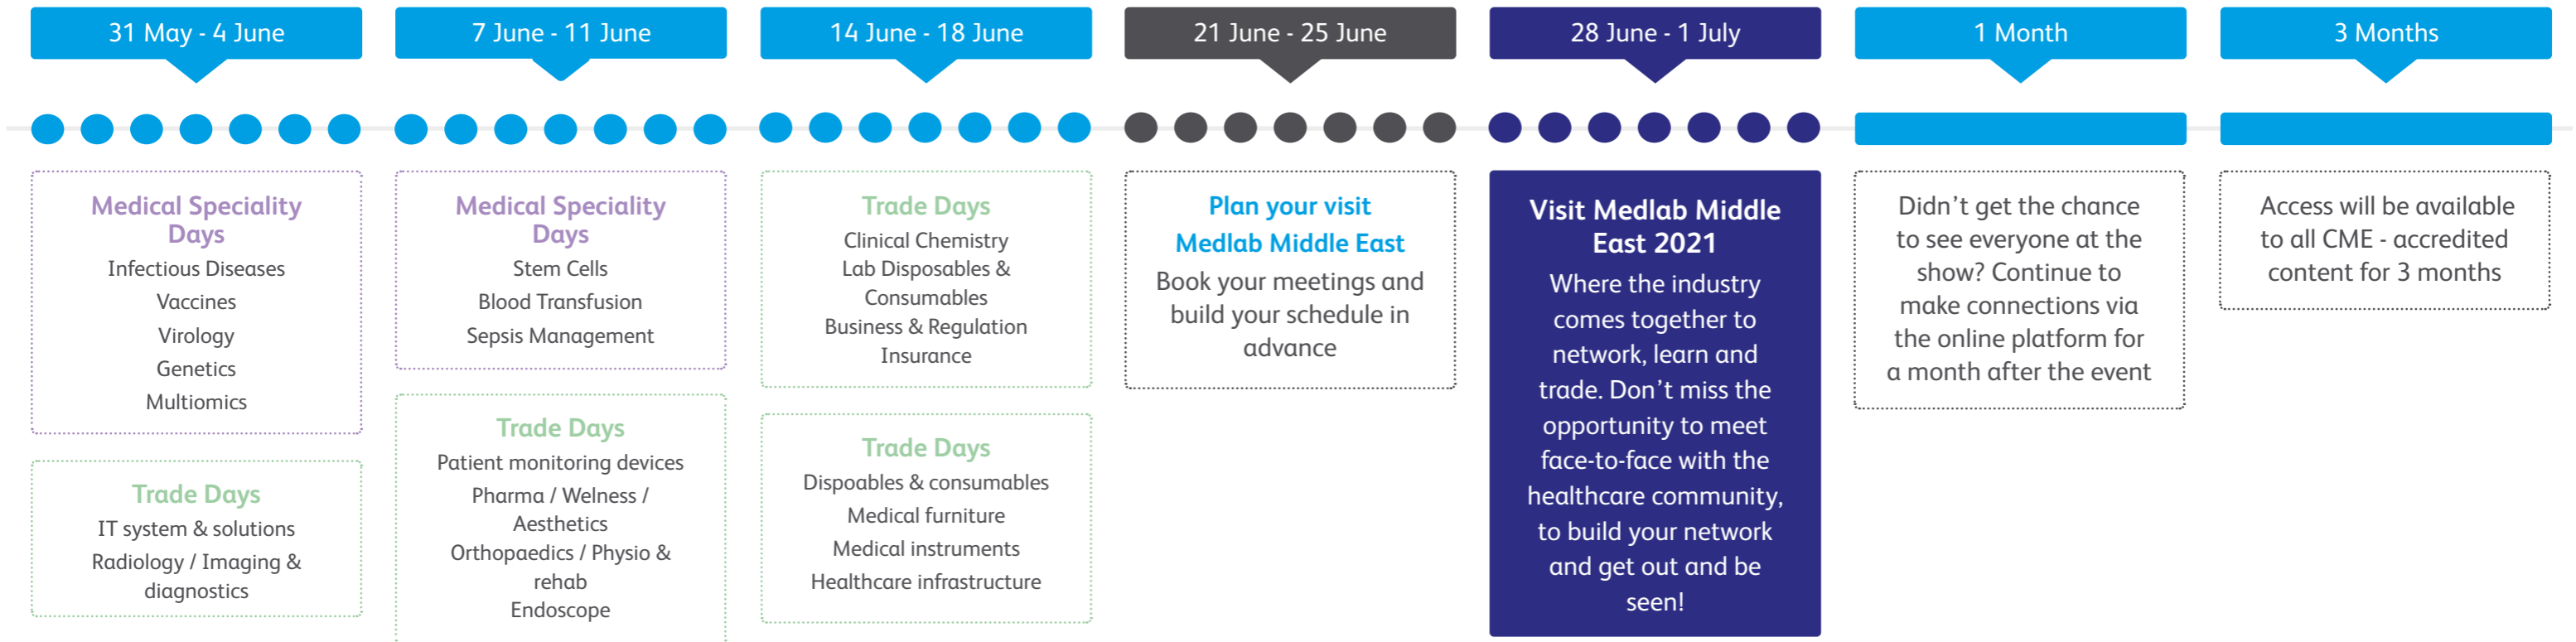 31 May - 4 June
7 June - 11 June
14 June - 18 June
21 June - 25 June
28 June - 1 July
1 Month
3 Months
Medical Speciality
Days
Infectious Diseases
Vaccines
Virology
Genetics
Multiomics
Trade Days
IT system & solutions
Radiology / Imaging &
diagnostics
Medical Speciality
Days
Stem Cells
Blood Transfusion
Sepsis Management
Trade Days
Patient monitoring devices
Pharma / Welness /
Aesthetics
Orthopaedics / Physio &
rehab
Endoscope
Trade Days
Clinical Chemistry
Lab Disposables &
Consumables
Business & Regulation
Insurance
Trade Days
Dispoables & consumables
Medical furniture
Medical instruments
Healthcare infrastructure
Plan your visit
Medlab Middle East
Book your meetings and
build your schedule in
advance
Visit Medlab Middle
East 2021
Where the industry
comes together to
network, learn and
trade. Don’t miss the
opportunity to meet
face-to-face with the
healthcare community,
to build your network
and get out and be
seen!
Didn’t get the chance
to see everyone at the
show? Continue to
make connections via
the online platform for
a month after the event
Access will be available
to all CME - accredited
content for 3 months